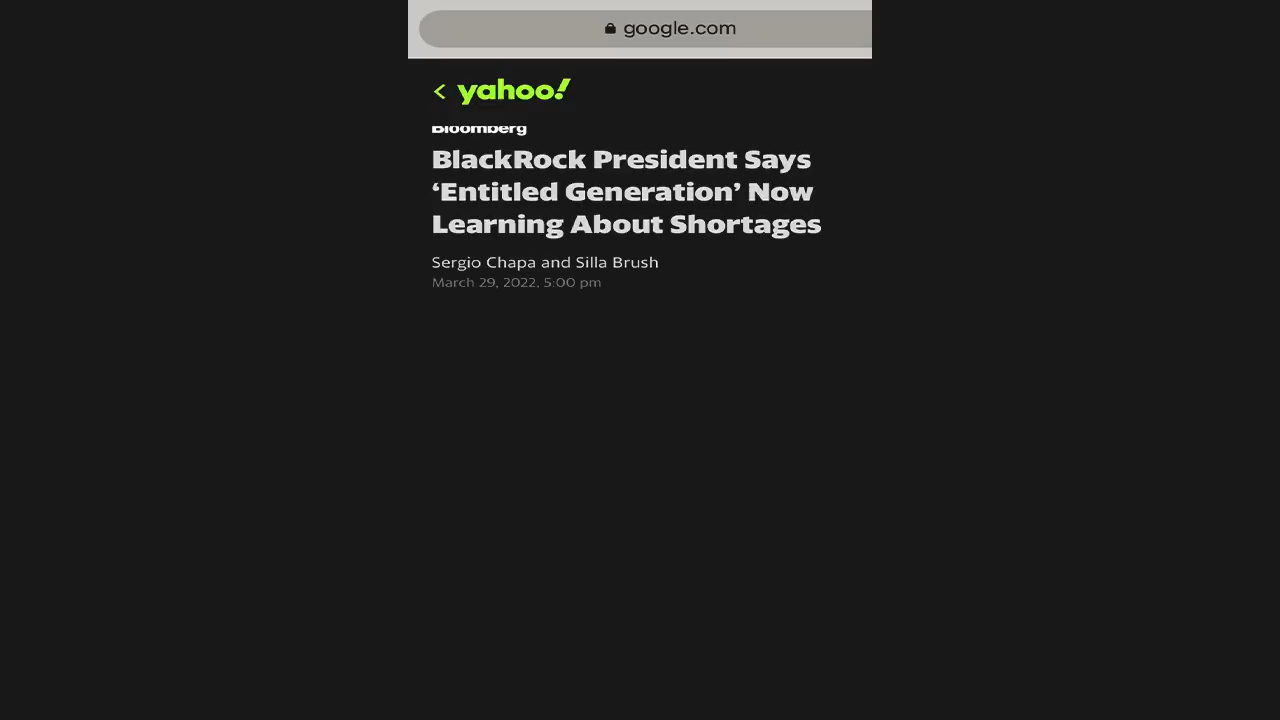 google.com
< yahoo!
Bloomberg
BlackRock President Says
‘Entitled Generation’ Now
Learning About Shortages
Sergio Chapa and Silla Brush
March 29, 2022, 5:00 pm